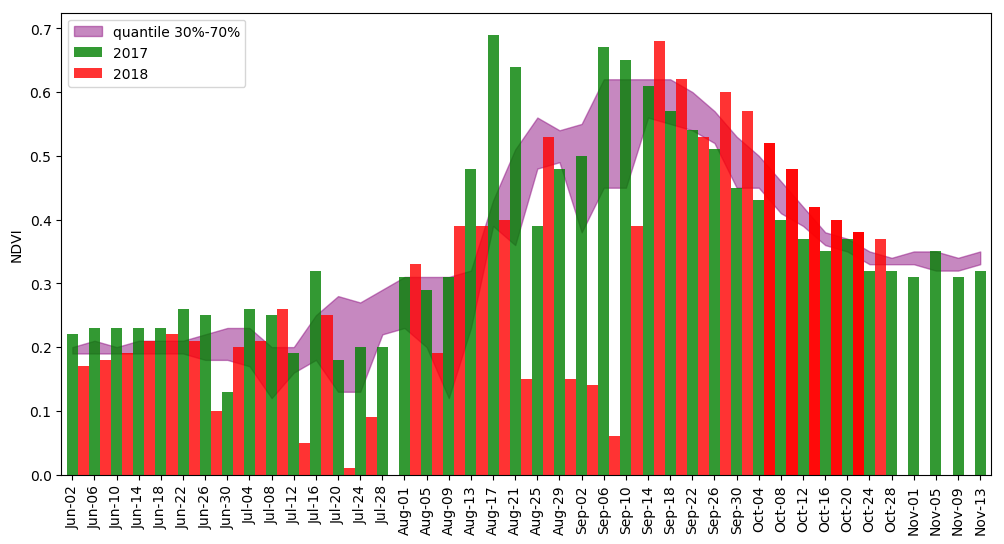 quantile 30%-70%
2017
2018
NDVI
0.7
0.6
0.5
0.4
0.3
0.2
0.1
0.0
Jun-02
Jun-06
Jun-10
Jun-14
Jun-18
Jun-22
Jun-26
Jun-30
Jul-04
Jul-08
Jul-12
Jul-16
Jul-20
Jul-24
Jul-28
Aug-01
Aug-05
Aug-09
Aug-13
Aug-17
Aug-21
Aug-25
Aug-29
Sep-02
Sep-06
Sep-10
Sep-14
Sep-18
Sep-22
Sep-26
Sep-30
Oct-04
Oct-08
Oct-12
Oct-16
Oct-20
Oct-24
Oct-28
Nov-01
Nov-05
Nov-09
Nov-13